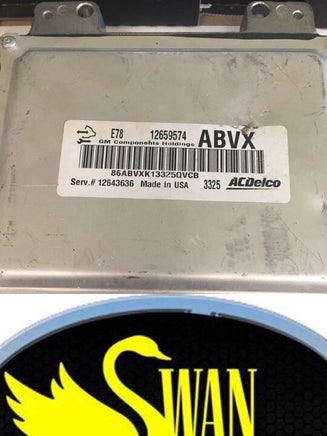 E78 12659574 ABVX
GM Components Holdings
86ABVXK13325QVCB
Serv.# 12643636 Made in USA 3325 ACDelco
SWAN